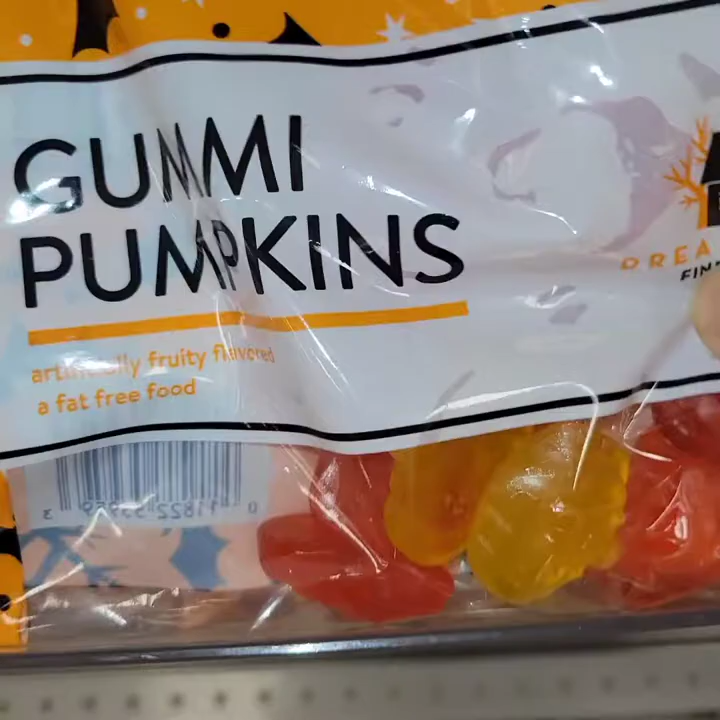 GUMMI
PUMPKINS
artificially fruity flavored
a fat free food
DREA
FIN